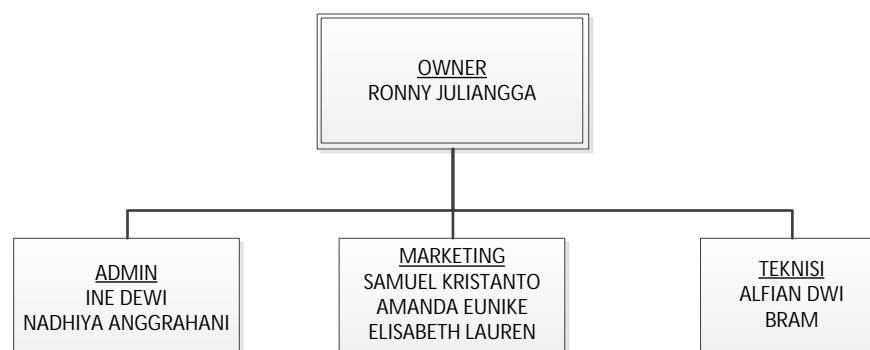 OWNER
RONNY JULIANGGA
ADMIN
INE DEWI
NADHIYA ANGGRAHANI
MARKETING
SAMUEL KRISTANTO
AMANDA EUNIKE
ELISABETH LAUREN
TEKNISI
ALFIAN DWI
BRAM